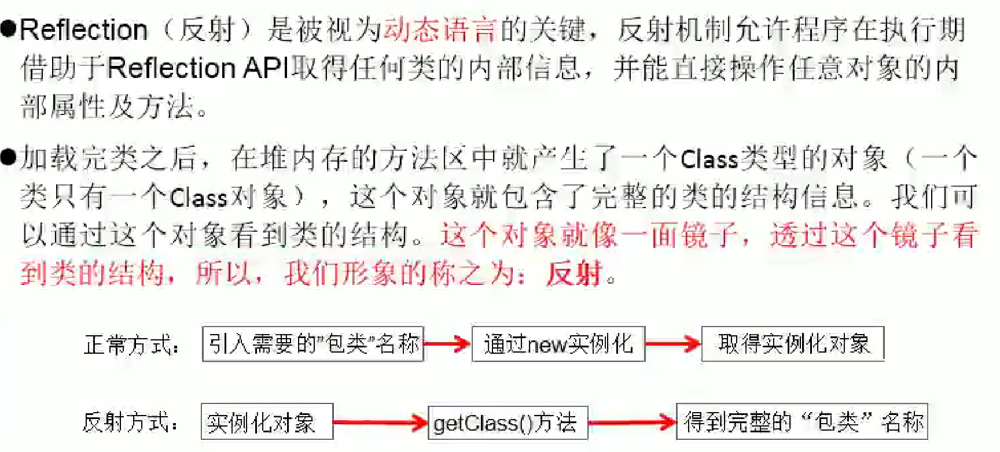 ●Reflection（反射）是被视为动态语言的关键，反射机制允许程序在执行期
借助于Reflection API取得任何类的内部信息，并能直接操作任意对象的内
部属性及方法。
●加载完类之后，在堆内存的方法区中就产生了一个Class类型的对象（一个
类只有一个Class对象），这个对象就包含了完整的类的结构信息。我们可
以通过这个对象看到类的结构。这个对象就像一面镜子，透过这个镜子看
到类的结构，所以，我们形象的称之为：反射。
正常方式： 引入需要的”包类”名称 通过new实例化 取得实例化对象
反射方式： 实例化对象 getClass()方法 得到完整的“包类”名称